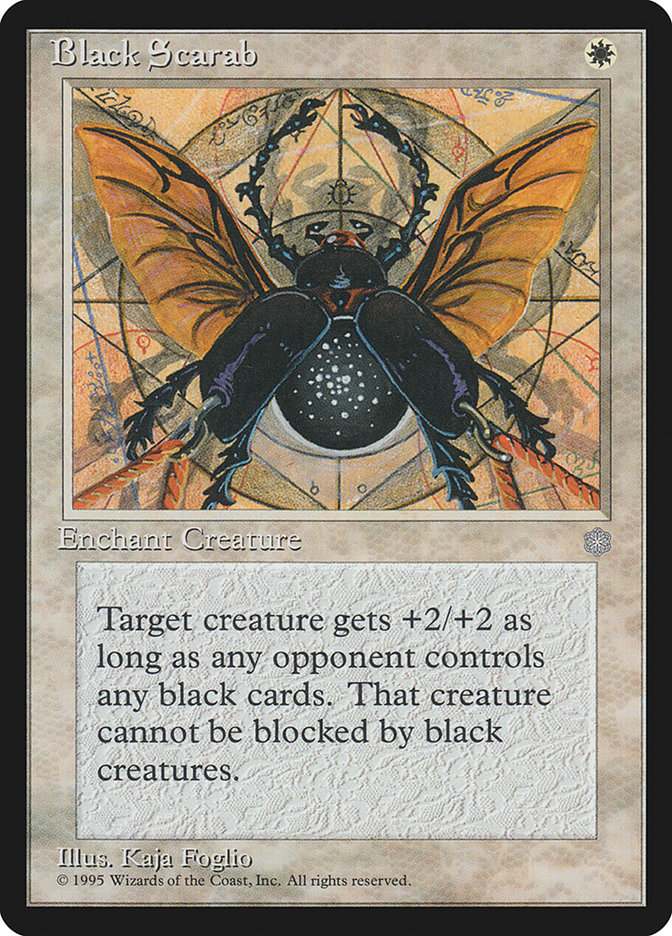 Black Scarab
Enchant Creature
Target creature gets +2/+2 as
long as any opponent controls
any black cards. That creature
cannot be blocked by black
creatures.
Illus. Kaja Foglio
© 1995 Wizards of the Coast, Inc. All rights reserved.